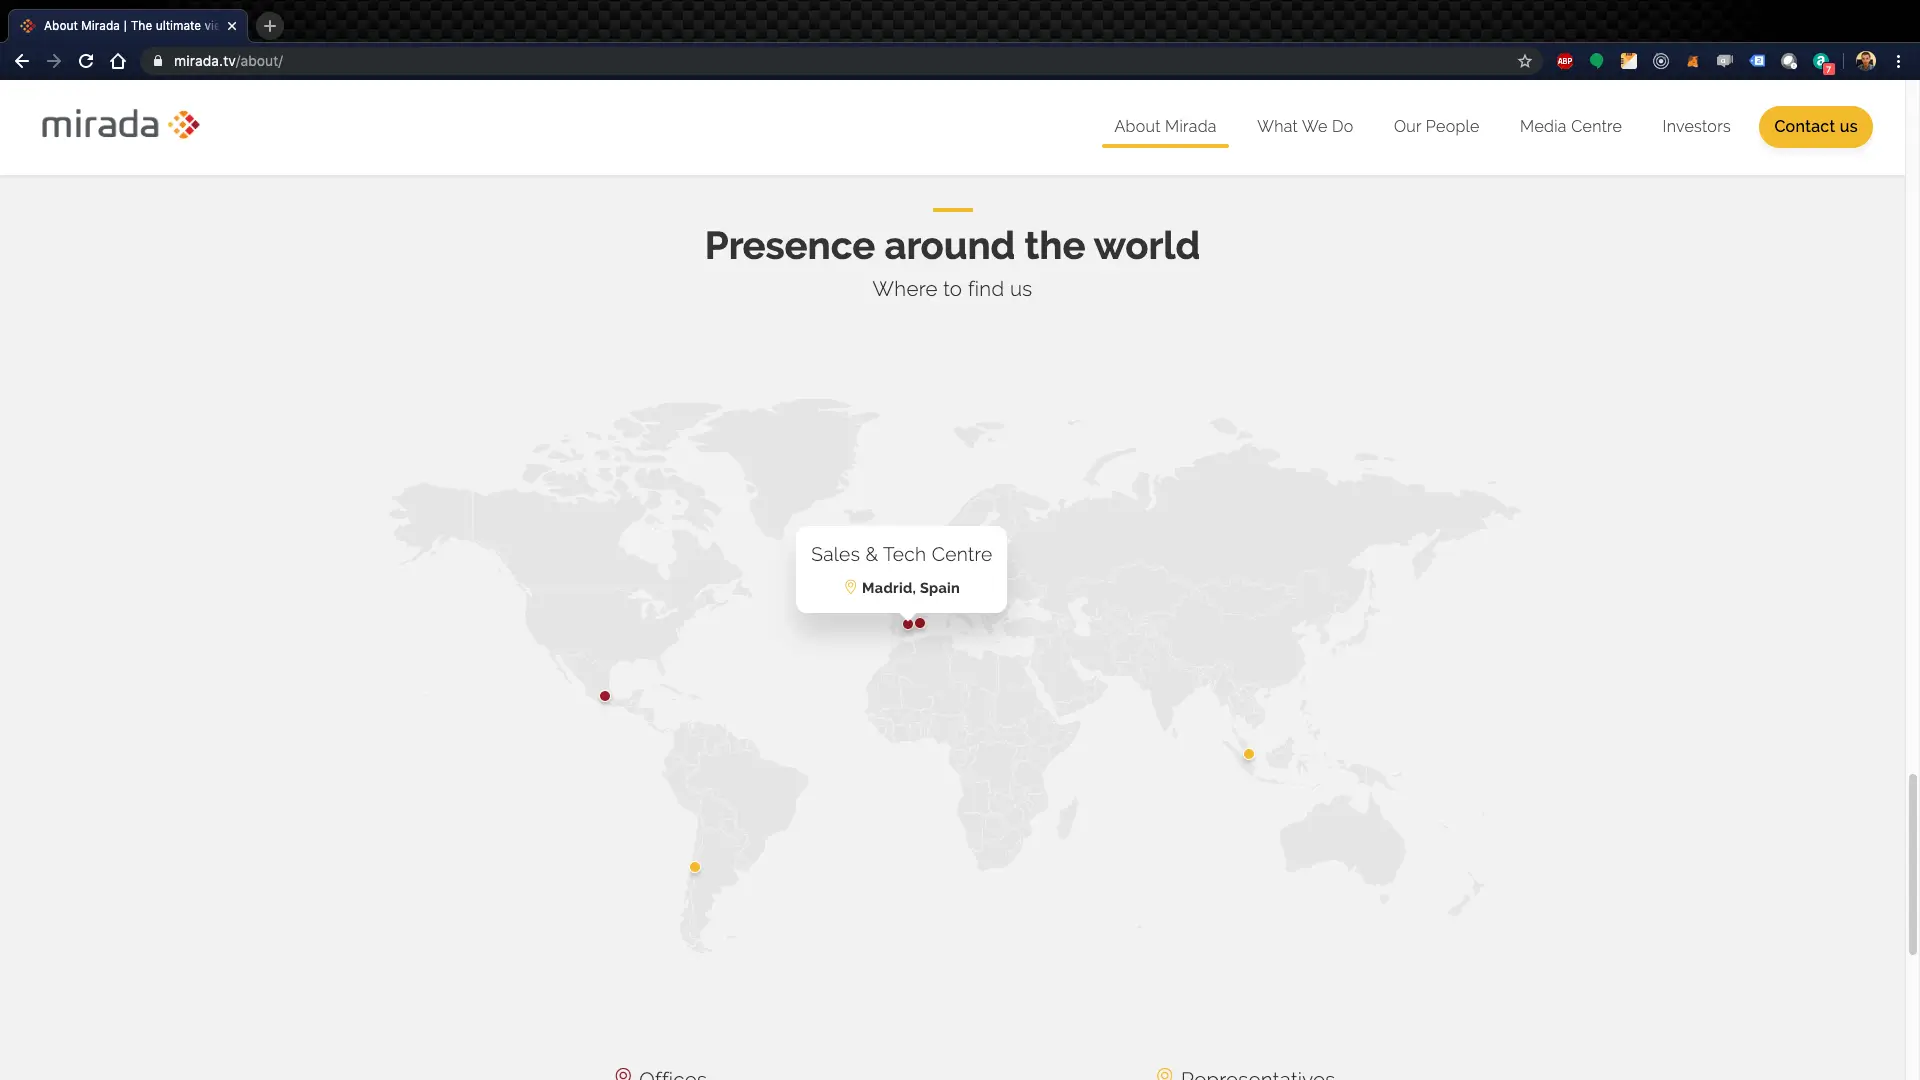 About Mirada | The ultimate vi
mirada.tv/about/
ABP
7
mirada
About Mirada
What We Do
Our People
Media Centre
Investors
Contact us
Presence around the world
Where to find us
Sales & Tech Centre
Madrid, Spain
Offices
Representatives